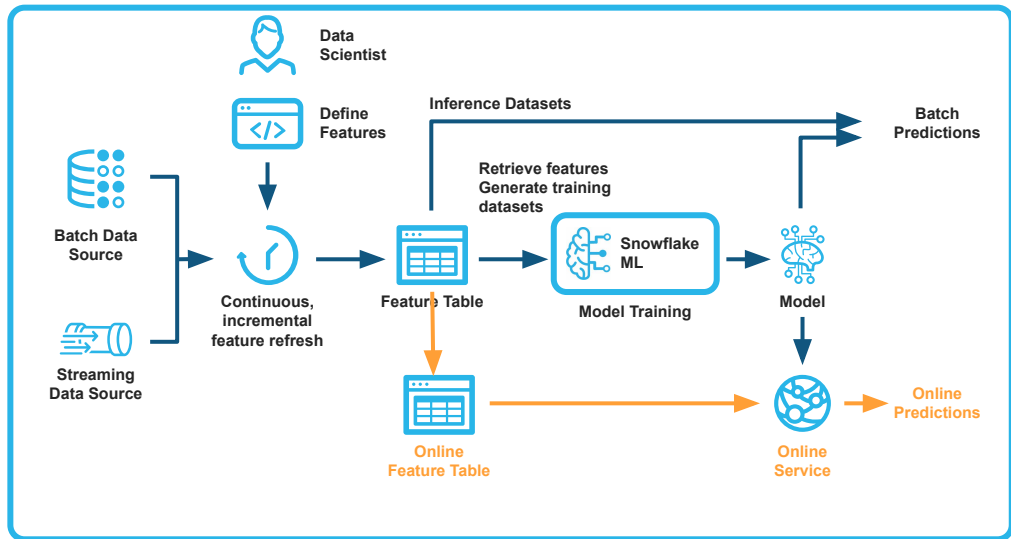 Data
Scientist
Define
Features
Inference Datasets
Batch
Predictions
Retrieve features
Generate training
datasets
Batch Data
Source
Snowflake
ML
Continuous,
incremental
feature refresh
Feature Table
Model Training
Model
Streaming
Data Source
Online
Feature Table
Online
Service
Online
Predictions